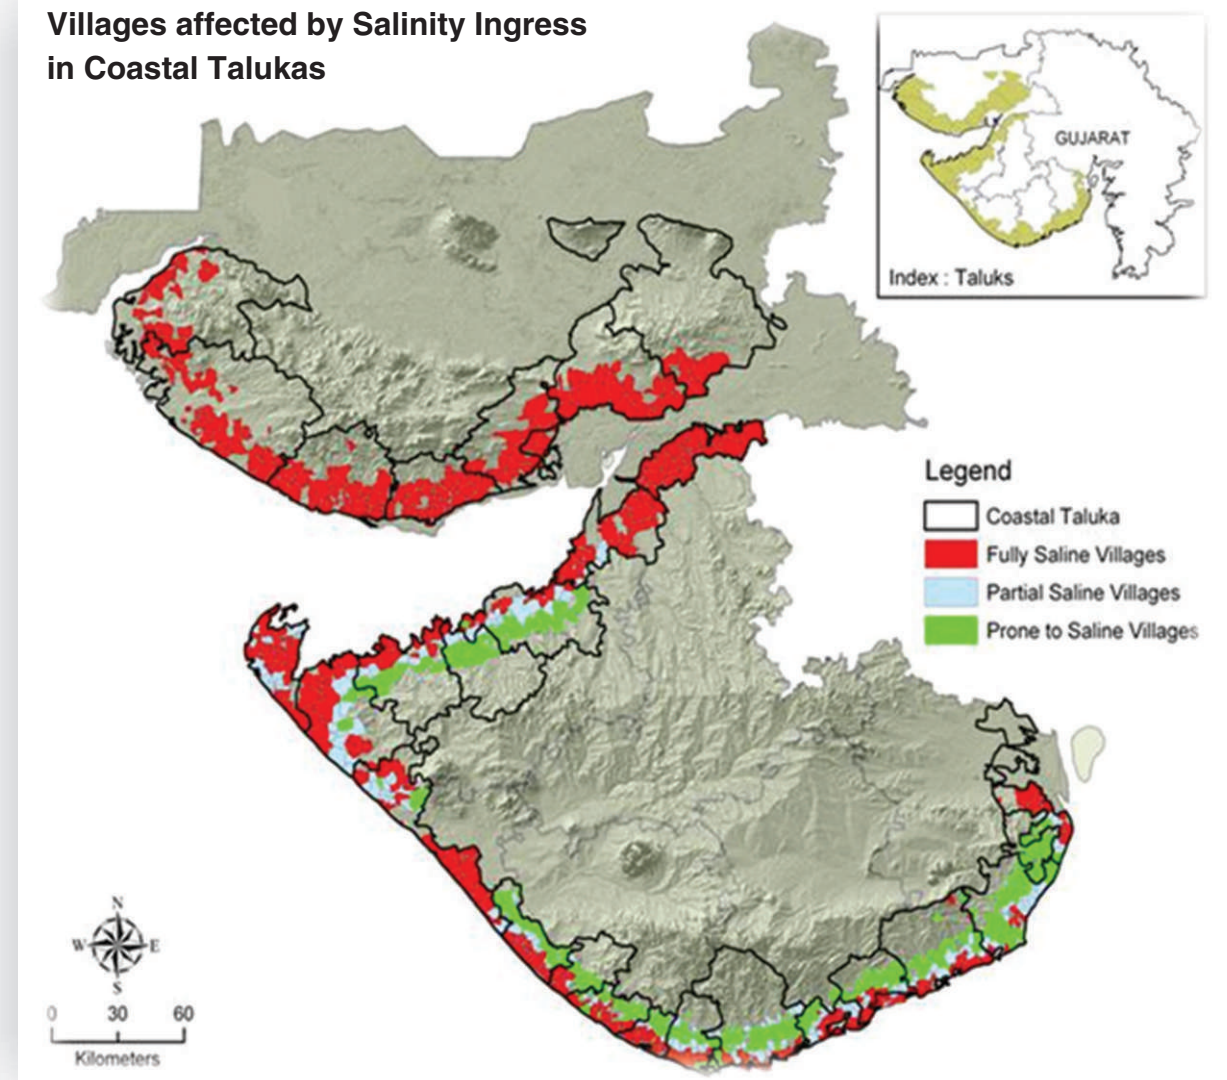 Villages affected by Salinity Ingress
in Coastal Talukas
GUJARAT
Index : Taluks
Legend
Coastal Taluka
Fully Saline Villages
Partial Saline Villages
Prone to Saline Villages
N
W E
S
0 30 60
Kilometers